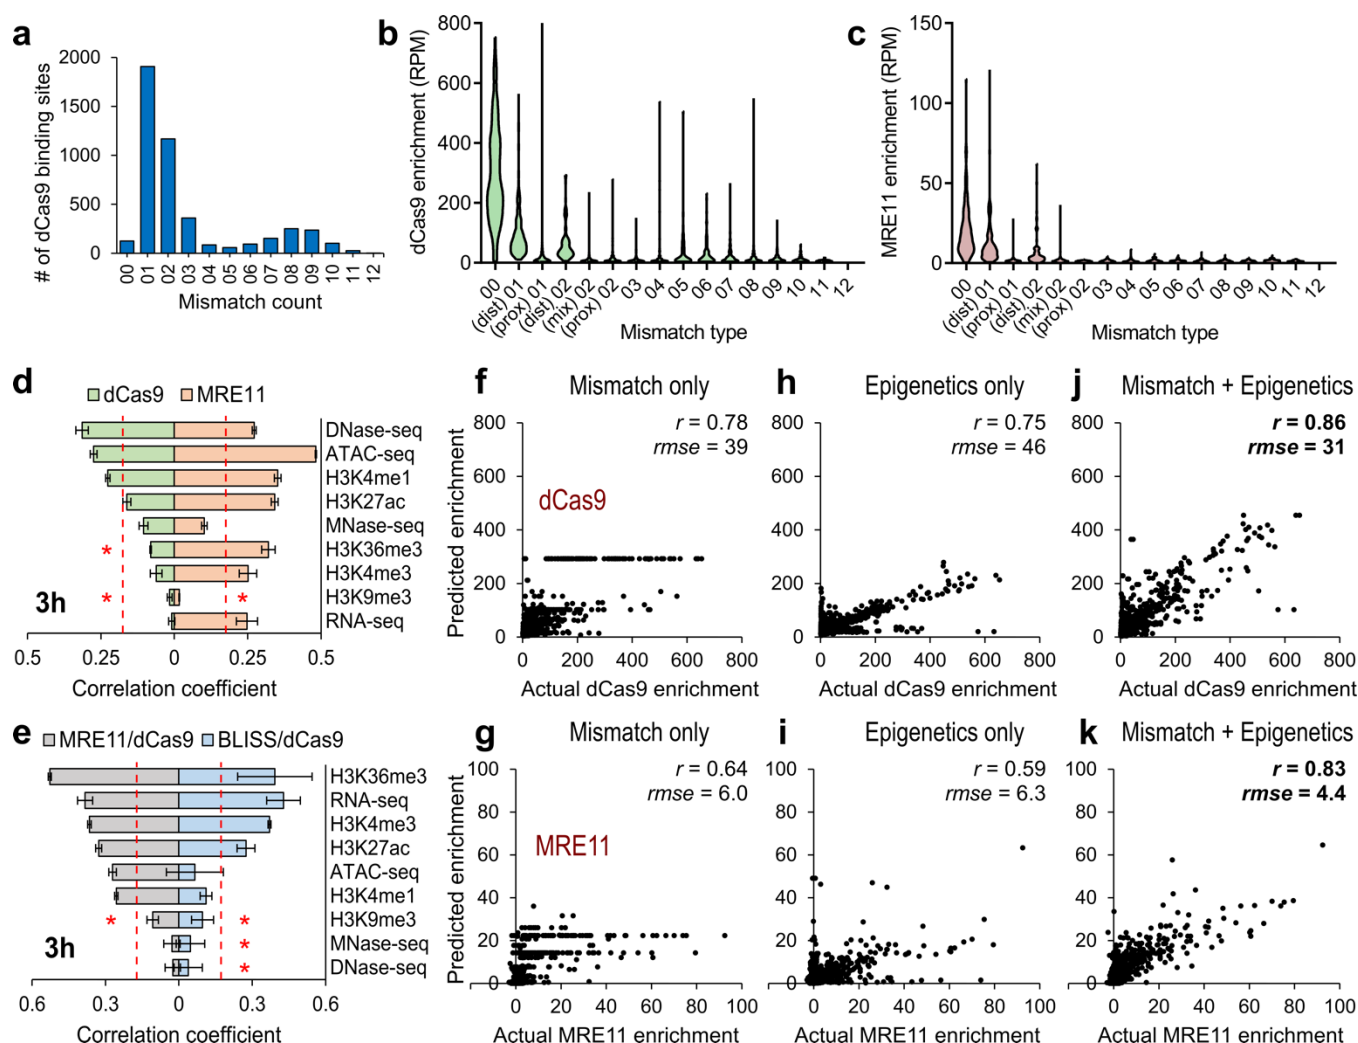 a
# of dCas9 binding sites
2000
1500
1000
500
0
00 01 02 03 04 05 06 07 08 09 10 11 12
Mismatch count
b
dCas9 enrichment (RPM)
800
600
400
200
0
00
(dist) 01
(prox) 01
(dist) 02
(mix) 02
(prox) 02
03
04
05
06
07
08
09
10
11
12
Mismatch type
c
MRE11 enrichment (RPM)
150
100
50
0
00
(dist) 01
(prox) 01
(dist) 02
(mix) 02
(prox) 02
03
04
05
06
07
08
09
10
11
12
Mismatch type
d
dCas9 MRE11
DNase-seq
ATAC-seq
H3K4me1
H3K27ac
MNase-seq
* H3K36me3
H3K4me3
3h * * H3K9me3
RNA-seq
0.5 0.25 0 0.25 0.5
Correlation coefficient
e
MRE11/dCas9 BLISS/dCas9
H3K36me3
RNA-seq
H3K4me3
H3K27ac
ATAC-seq
H3K4me1
* * H3K9me3
3h * MNase-seq
* DNase-seq
0.6 0.3 0 0.3 0.6
Correlation coefficient
f Mismatch only
r = 0.78
rmse = 39
dCas9
Predicted enrichment
800
600
400
200
0
0 200 400 600 800
Actual dCas9 enrichment
h Epigenetics only
r = 0.75
rmse = 46
800
600
400
200
0
0 200 400 600 800
Actual dCas9 enrichment
j Mismatch + Epigenetics
r = 0.86
rmse = 31
800
600
400
200
0
0 200 400 600 800
Actual dCas9 enrichment
g Mismatch only
r = 0.64
rmse = 6.0
MRE11
Predicted enrichment
100
80
60
40
20
0
0 20 40 60 80 100
Actual MRE11 enrichment
i Epigenetics only
r = 0.59
rmse = 6.3
100
80
60
40
20
0
0 20 40 60 80 100
Actual MRE11 enrichment
k Mismatch + Epigenetics
r = 0.83
rmse = 4.4
100
80
60
40
20
0
0 20 40 60 80 100
Actual MRE11 enrichment